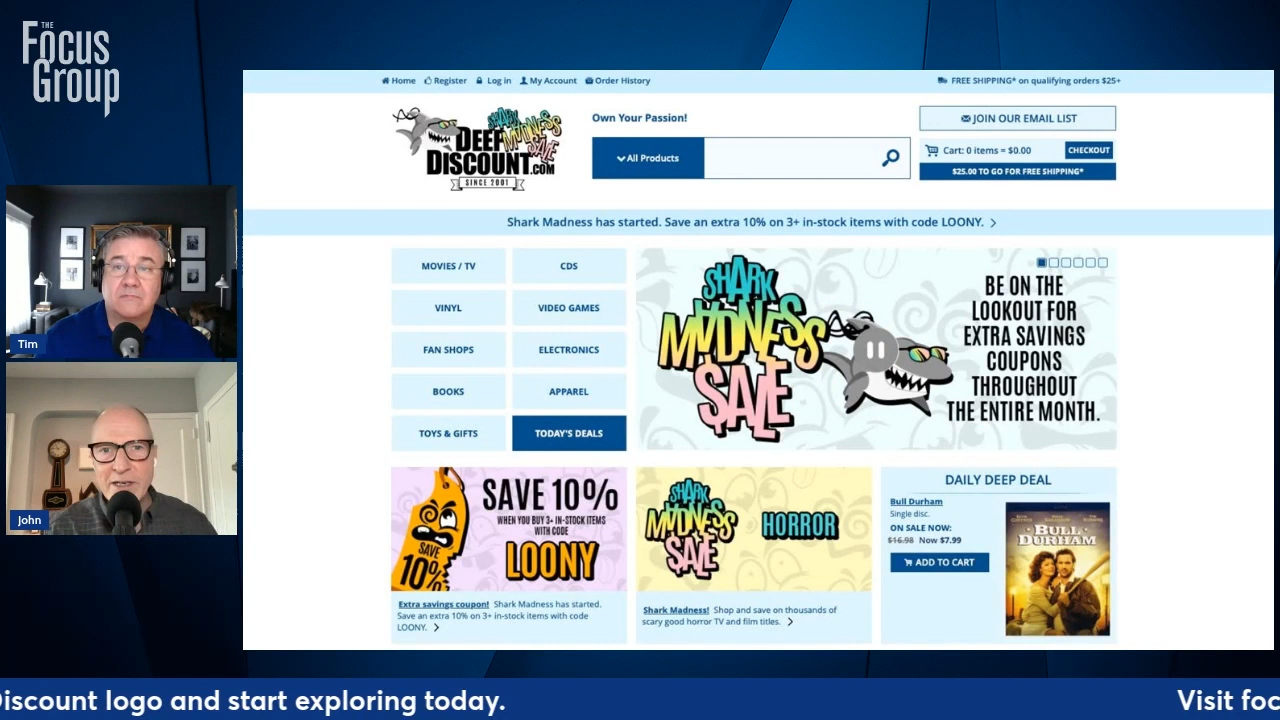 THE
Focus
Group
Home Register Log in My Account Order History
FREE SHIPPING* on qualifying orders $25+
SHARK
MADNESS
SALE
DEEP
DISCOUNT.COM
SINCE 2001
Own Your Passion!
All Products
JOIN OUR EMAIL LIST
Cart: 0 items = $0.00 CHECKOUT
$25.00 TO GO FOR FREE SHIPPING*
Shark Madness has started. Save an extra 10% on 3+ in-stock items with code LOONY.
MOVIES / TV CDS
VINYL VIDEO GAMES
FAN SHOPS ELECTRONICS
BOOKS APPAREL
TOYS & GIFTS TODAY'S DEALS
SHARK
MADNESS
SALE
BE ON THE
LOOKOUT FOR
EXTRA SAVINGS
COUPONS
THROUGHOUT
THE ENTIRE MONTH.
SAVE
10%
SAVE 10%
WHEN YOU BUY 3+ IN-STOCK ITEMS
WITH CODE
LOONY
Extra savings coupon! Shark Madness has started.
Save an extra 10% on 3+ in-stock items with code
LOONY.
SHARK
MADNESS
SALE
HORROR
Shark Madness! Shop and save on thousands of
scary good horror TV and film titles.
DAILY DEEP DEAL
Bull Durham
Single disc.
ON SALE NOW:
$16.98 Now $7.99
ADD TO CART
BULL
DURHAM
Tim
John
Discount logo and start exploring today.
Visit foc